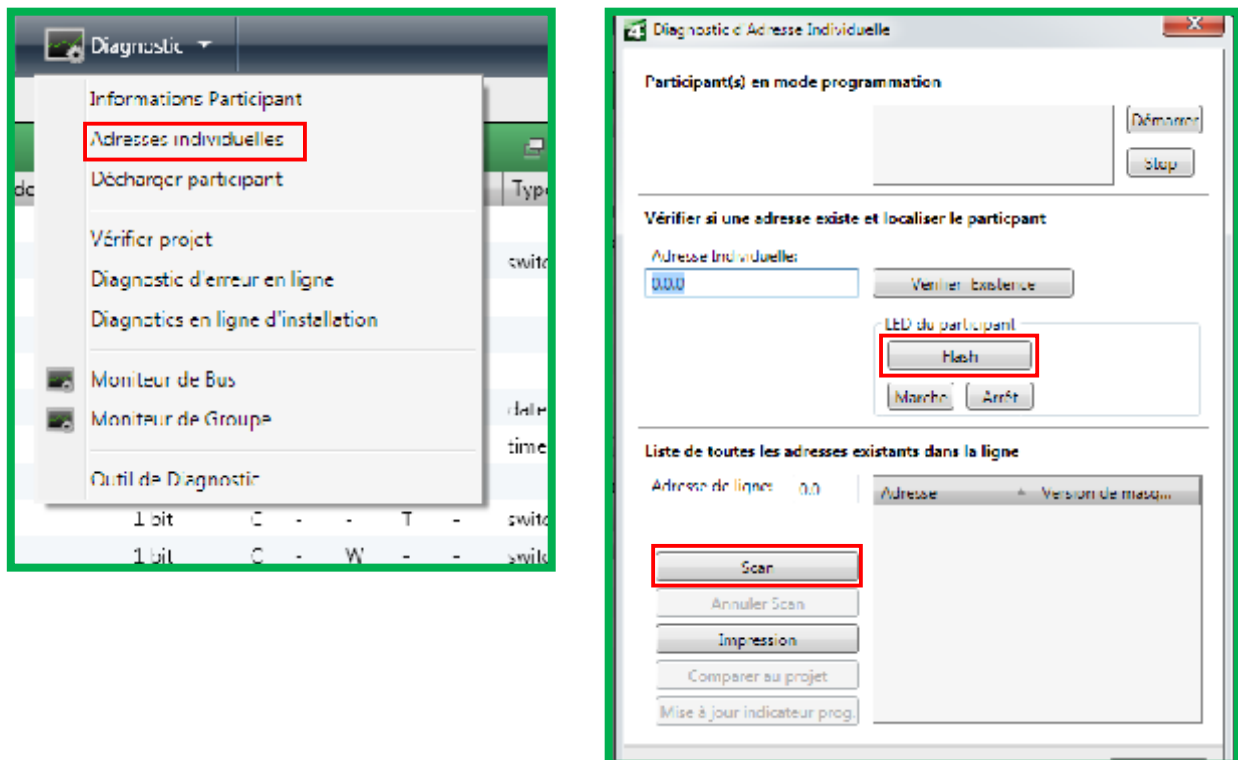 Diagnostic
Informations Participant
Adresses individuelles
Décharger participant
Vérifier projet
Diagnostic d'erreur en ligne
Diagnotics en ligne d'installation
Moniteur de Bus
Moniteur de Groupe
Outil de Diagnostic
de
Typ
switc
date
time
1 bit C - - T - switc
1 bit C - W - - switc
Diagnostic d'Adresse Individuelle
Participant(s) en mode programmation
Démarrer
Stop
Vérifier si une adresse existe et localiser le particpant
Adresse Individuelle:
0.0.0
Vérifier Existence
LED du participant
Flash
Marche
Arrêt
Liste de toutes les adresses existants dans la ligne
Adresse de ligne: 0.0
Adresse
Version de masq...
Scan
Annuler Scan
Impression
Comparer au projet
Mise à jour indicateur prog.